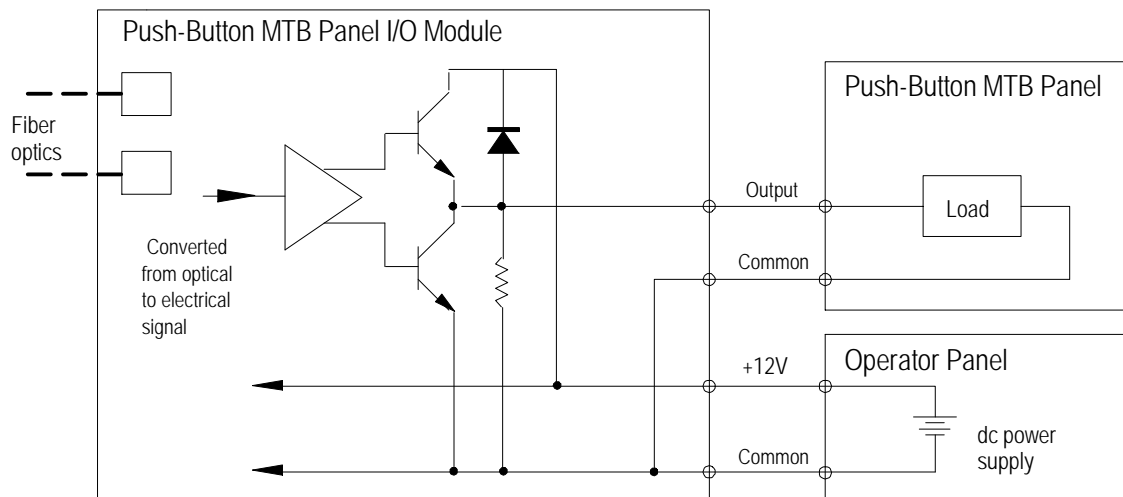 Push-Button MTB Panel I/O Module
Fiber
optics
Converted
from optical
to electrical
signal
Output
Common
+12V
Common
Push-Button MTB Panel
Load
Operator Panel
dc power
supply